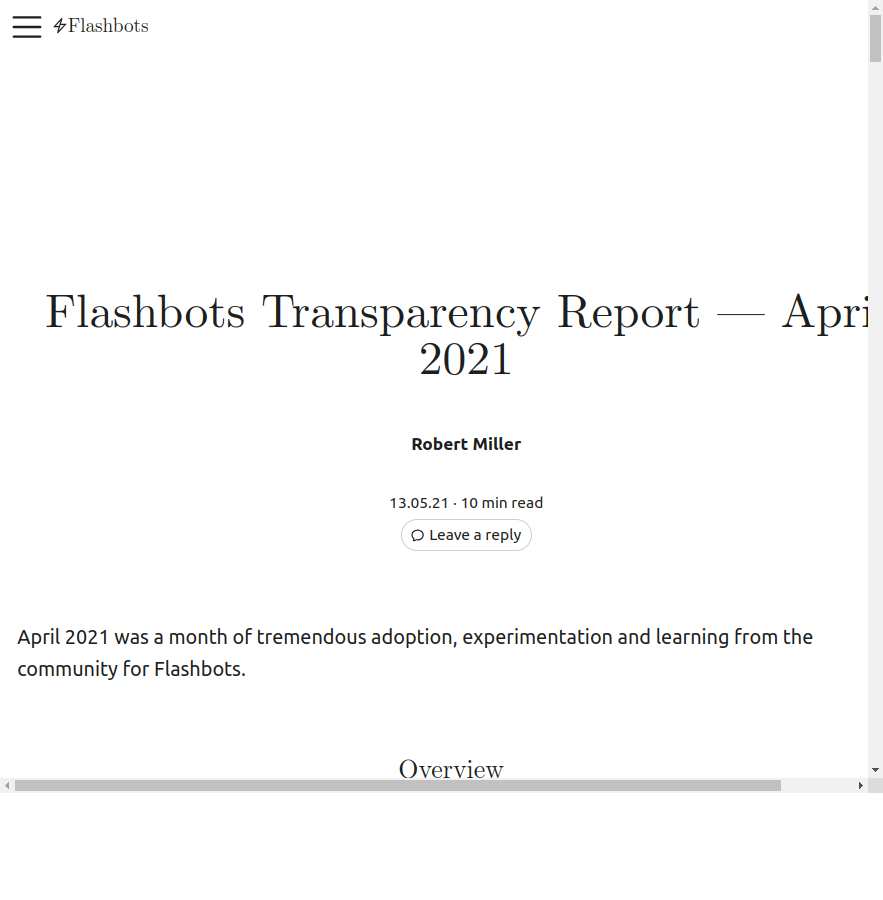 Flashbots
Flashbots Transparency Report — Apri
2021
Robert Miller
13.05.21 · 10 min read
Leave a reply
April 2021 was a month of tremendous adoption, experimentation and learning from the
community for Flashbots.
Overview